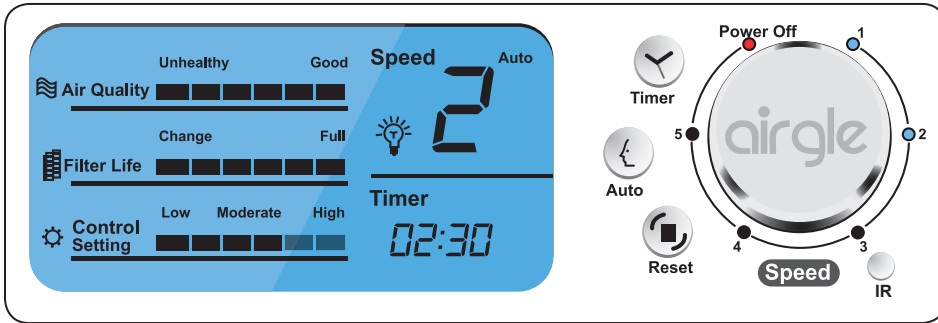 Unhealthy Good
Air Quality
Change Full
Filter Life
Low Moderate High
Control
Setting
Speed Auto
2
Timer
02:30
Timer
Auto
Reset
Power Off
1
2
3
4
5
airgle
Speed
IR